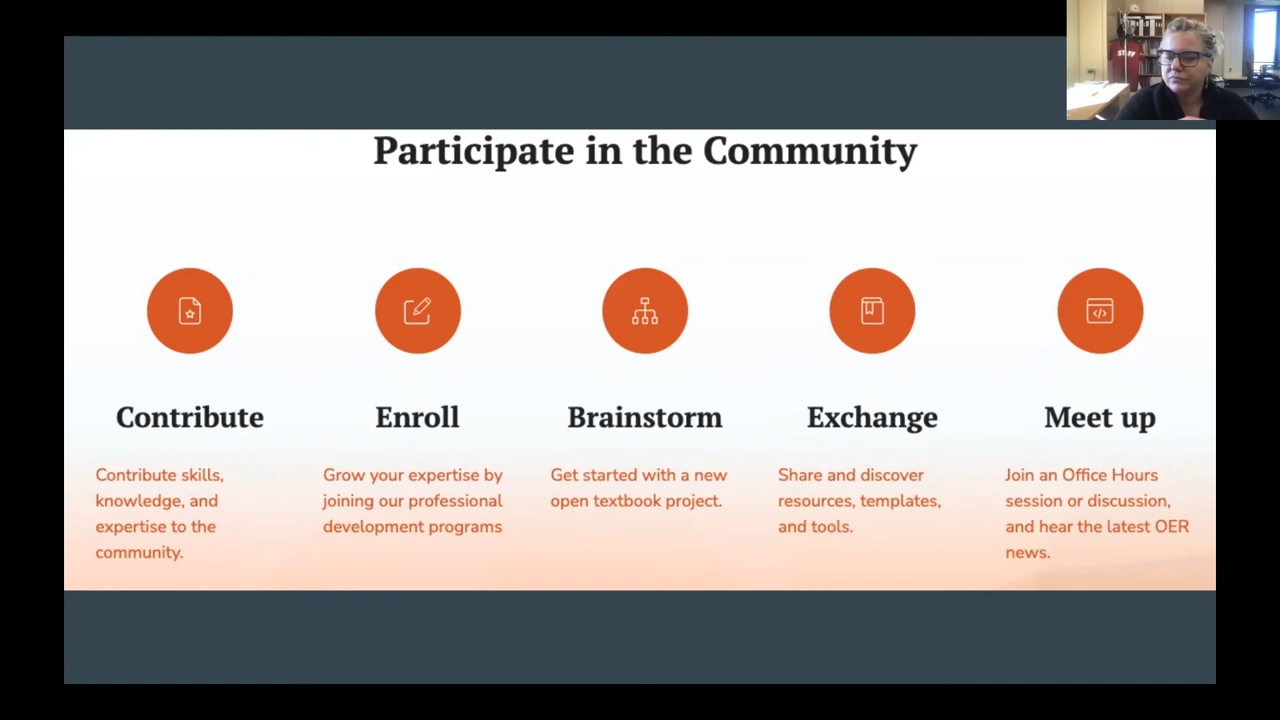 STAFF
Participate in the Community
Contribute
Enroll
Brainstorm
Exchange
Meet up
Contribute skills,
knowledge, and
expertise to the
community.
Grow your expertise by
joining our professional
development programs
Get started with a new
open textbook project.
Share and discover
resources, templates,
and tools.
Join an Office Hours
session or discussion,
and hear the latest OER
news.